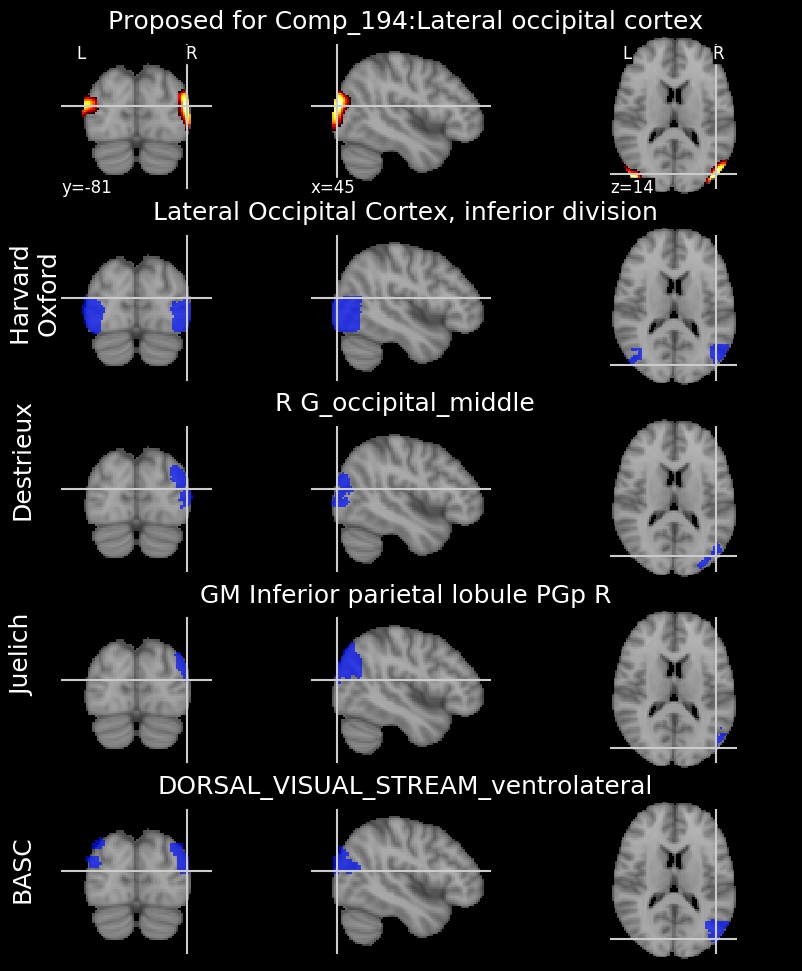 Proposed for Comp_194:Lateral occipital cortex
L R
L R
y=-81
x=45
z=14
Lateral Occipital Cortex, inferior division
Harvard
Oxford
R G_occipital_middle
Destrieux
GM Inferior parietal lobule PGp R
Juelich
DORSAL_VISUAL_STREAM_ventrolateral
BASC